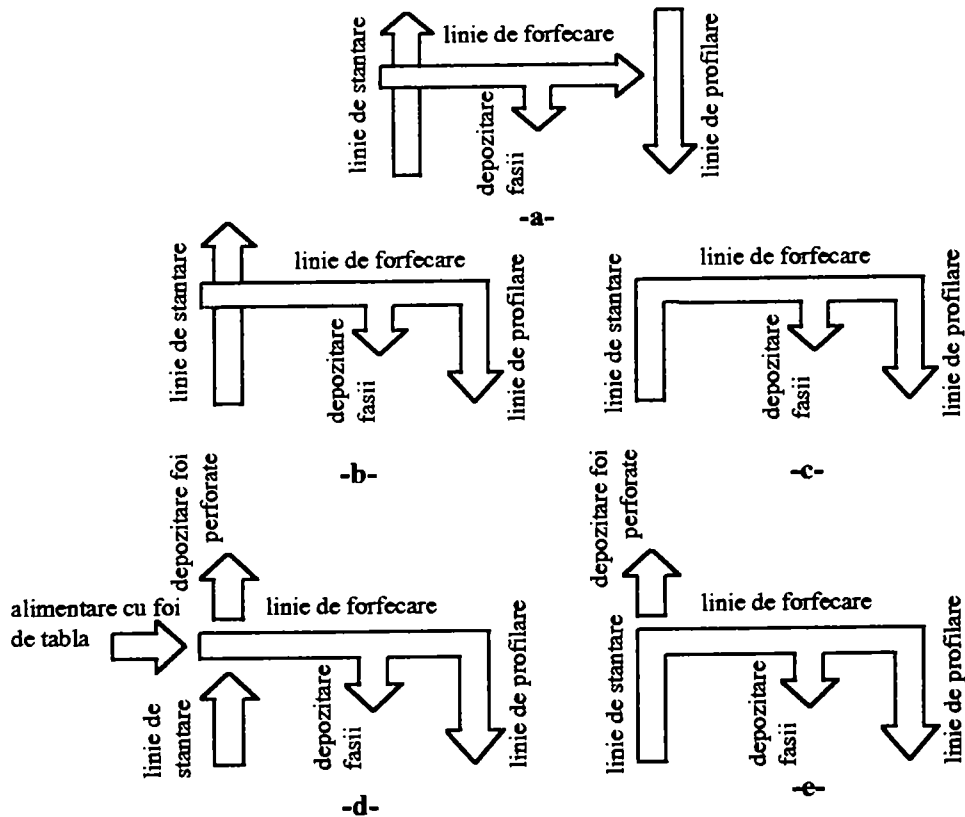 linie de stantare
linie de forfecare
depozitare
fasii
linie de profilare
-a-
linie de stantare
linie de forfecare
depozitare
fasii
linie de profilare
-b-
linie de stantare
linie de forfecare
depozitare
fasii
linie de profilare
-c-
depozitare foi
perforate
alimentare cu foi
de tabla
linie de forfecare
linie de
stantare
depozitare
fasii
linie de profilare
-d-
depozitare foi
perforate
linie de stantare
linie de forfecare
depozitare
fasii
linie de profilare
-e-